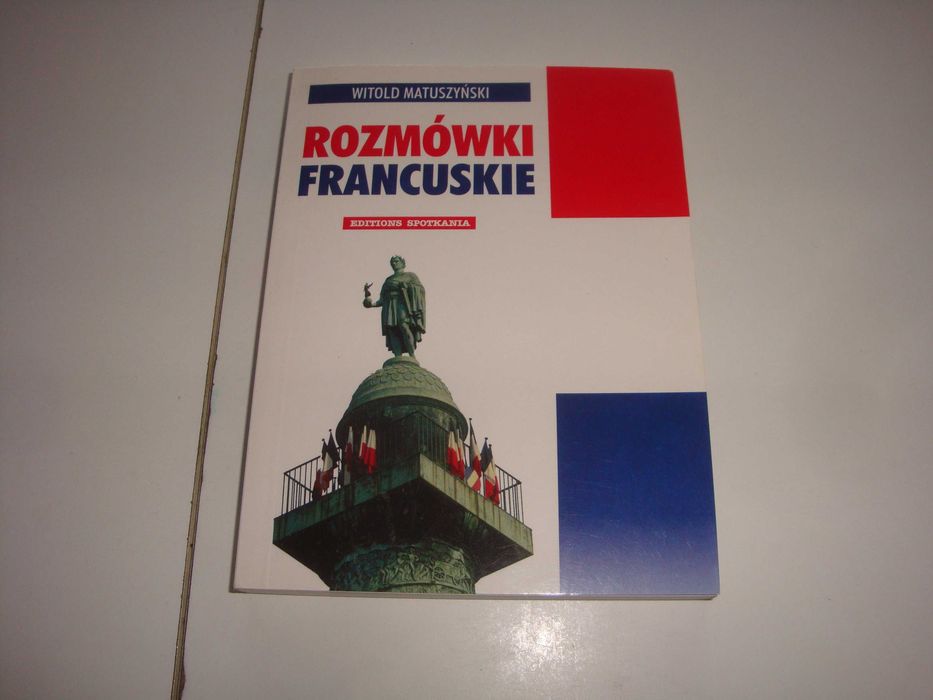 WITOLD MATUSZYŃSKI
ROZMÓWKI
FRANCUSKIE
EDITIONS SPOTKANIA